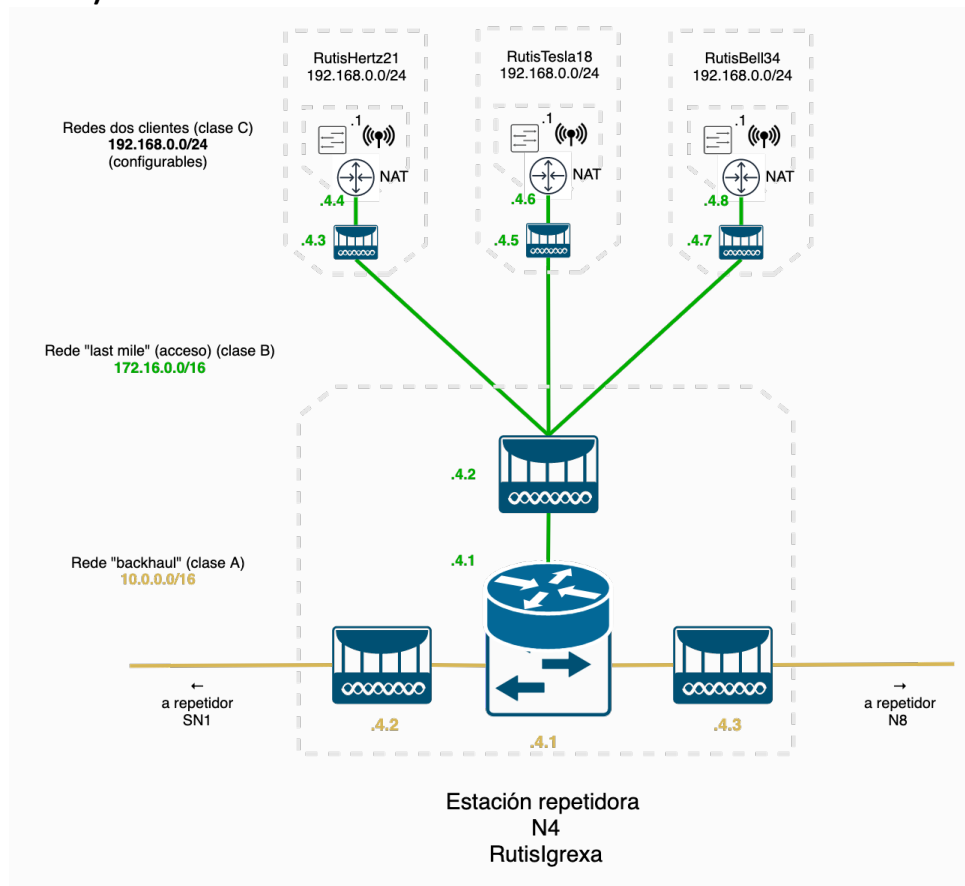 RutisHertz21
192.168.0.0/24
RutisTesla18
192.168.0.0/24
RutisBell34
192.168.0.0/24
Redes dos clientes (clase C)
192.168.0.0/24
(configurables)
.1
.1
.1
NAT
NAT
NAT
.4.4
.4.6
.4.8
.4.3
.4.5
.4.7
Rede "last mile" (acceso) (clase B)
172.16.0.0/16
.4.2
.4.1
Rede "backhaul" (clase A)
10.0.0.0/16
←
a repetidor
SN1
→
a repetidor
N8
.4.2
.4.1
.4.3
Estación repetidora
N4
RutisIgrexa